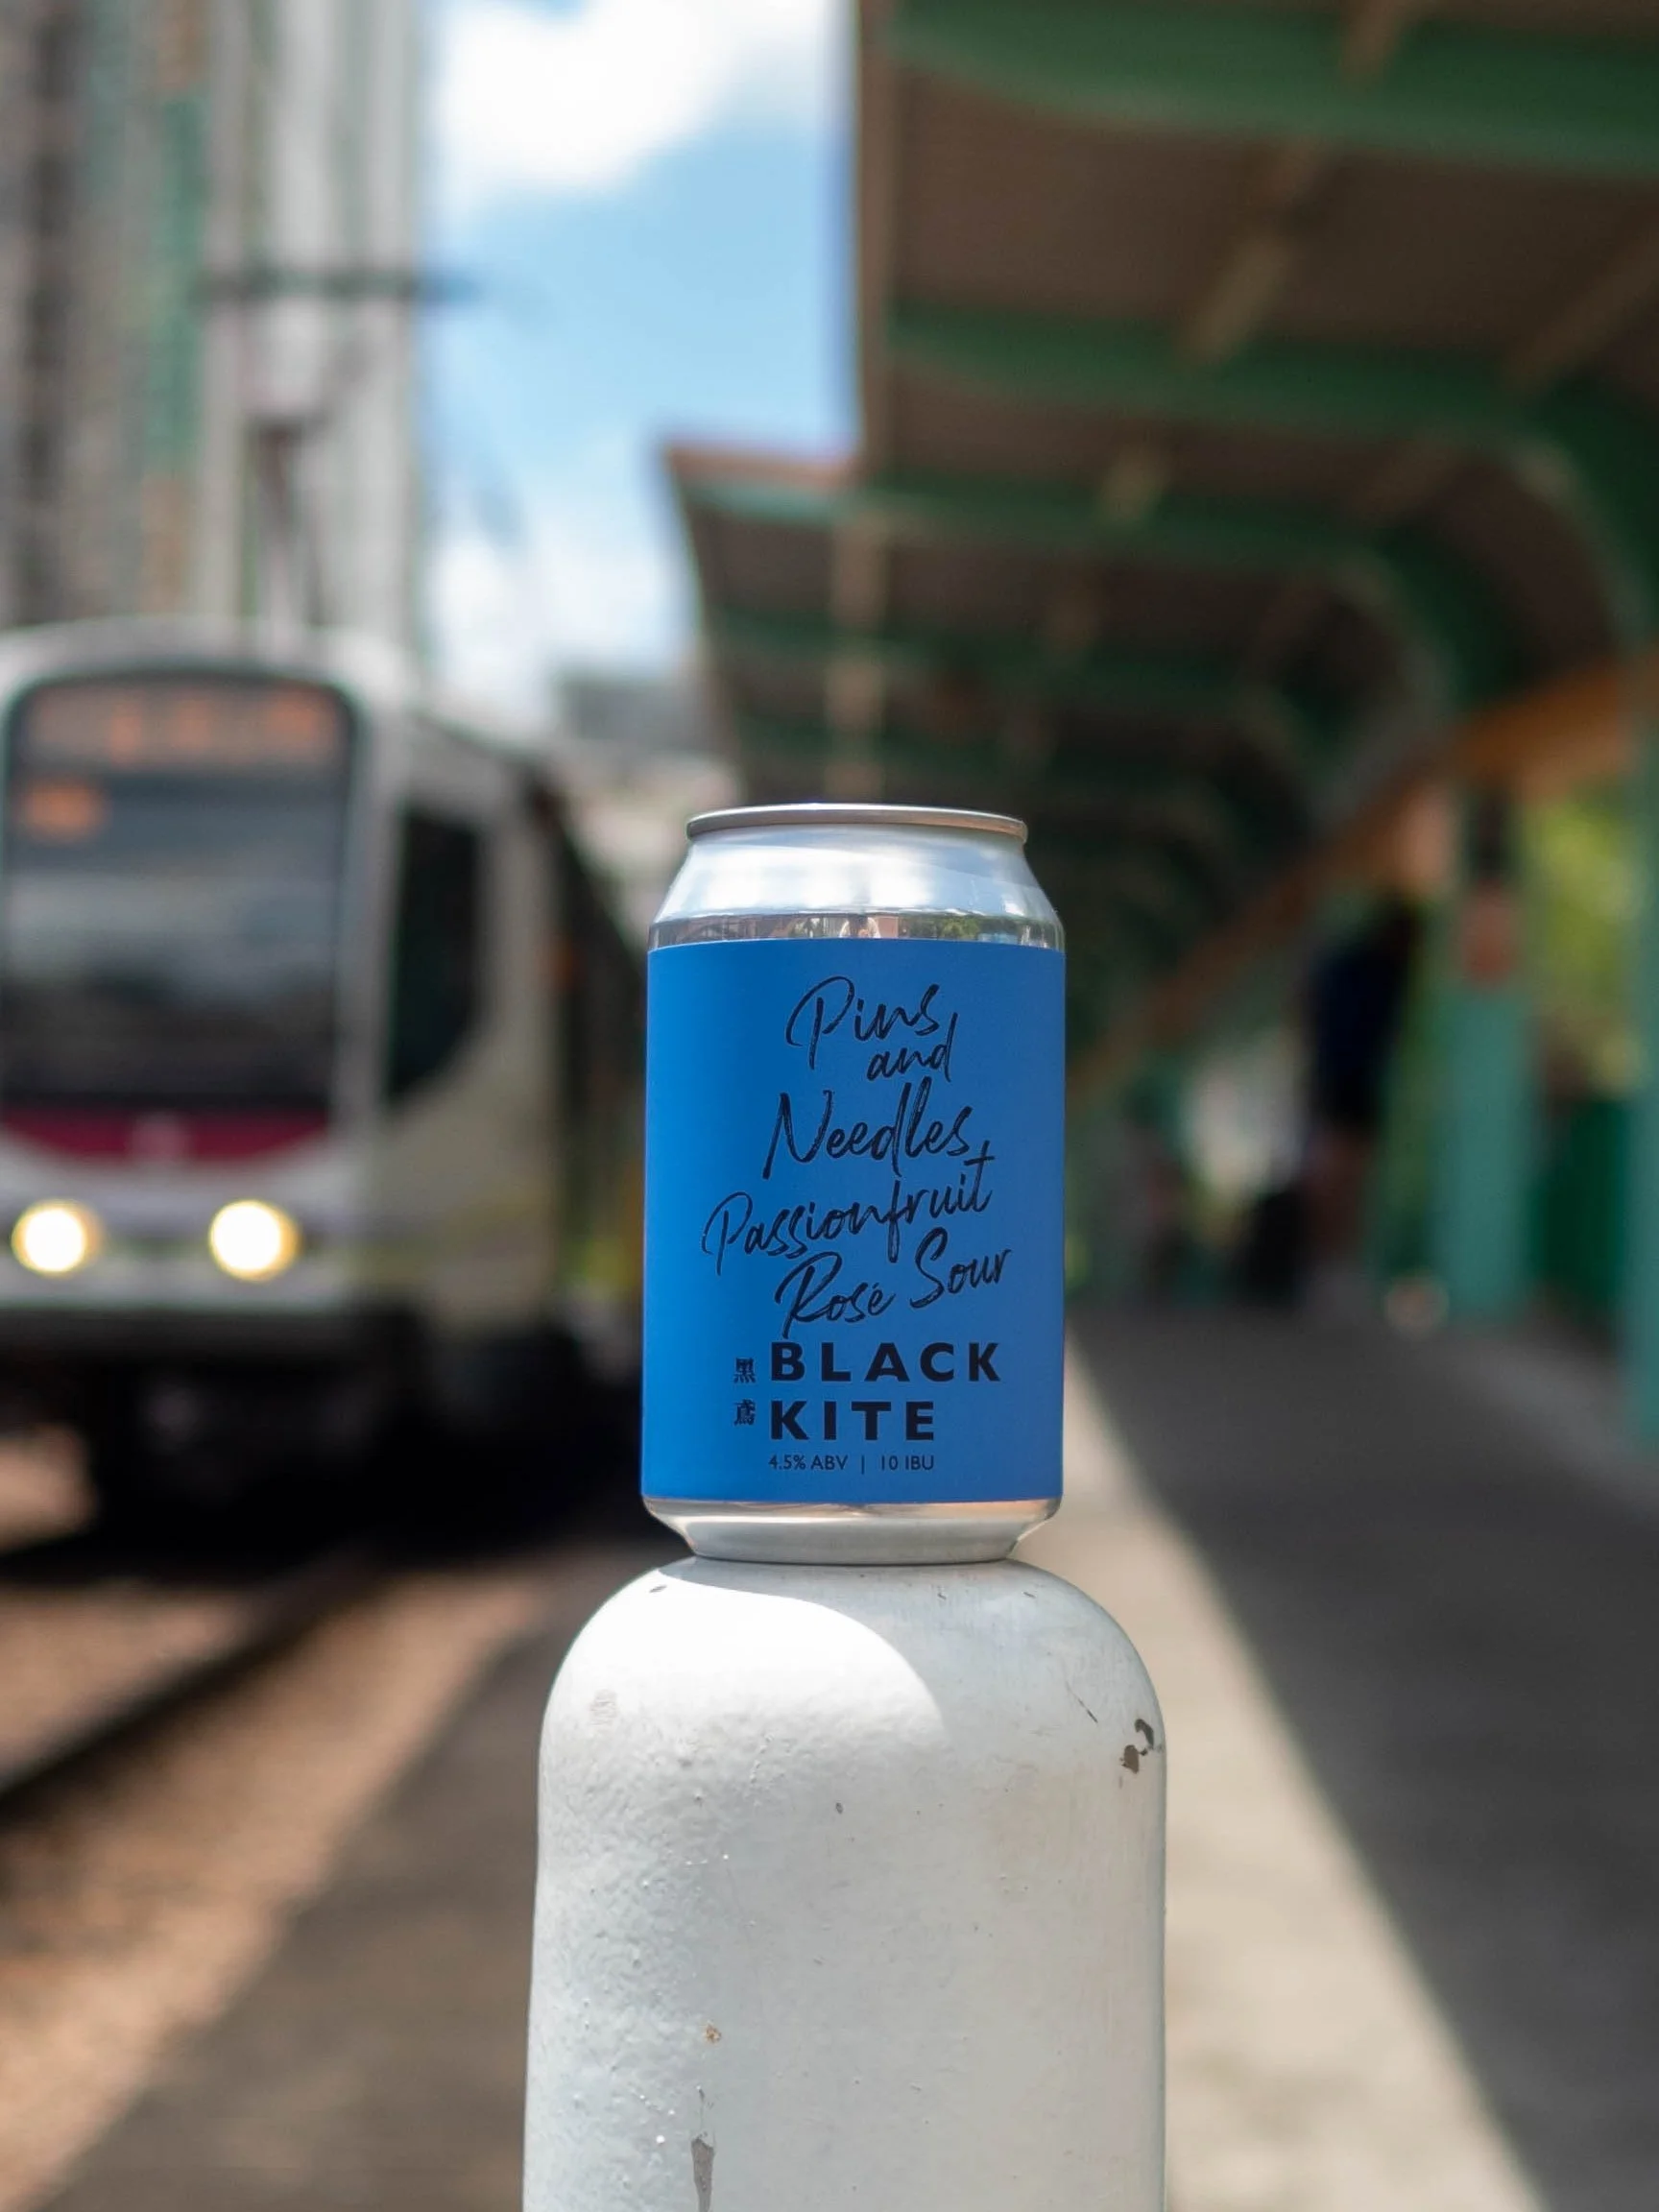 Pins
and
Needles,
Passionfruit
Rosé Sour
黑 BLACK
鳶 KITE
4.5% ABV | 10 IBU